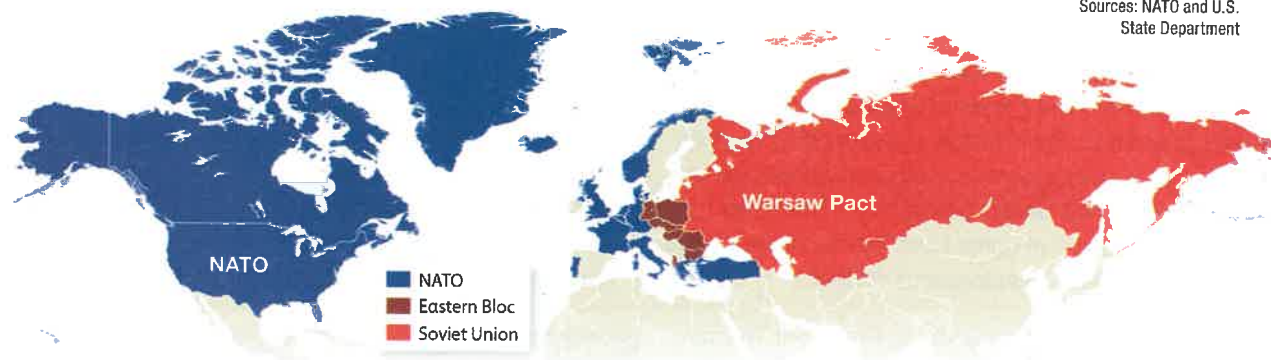 Sources: NATO and U.S.
State Department
Warsaw Pact
NATO
NATO
Eastern Bloc
Soviet Union